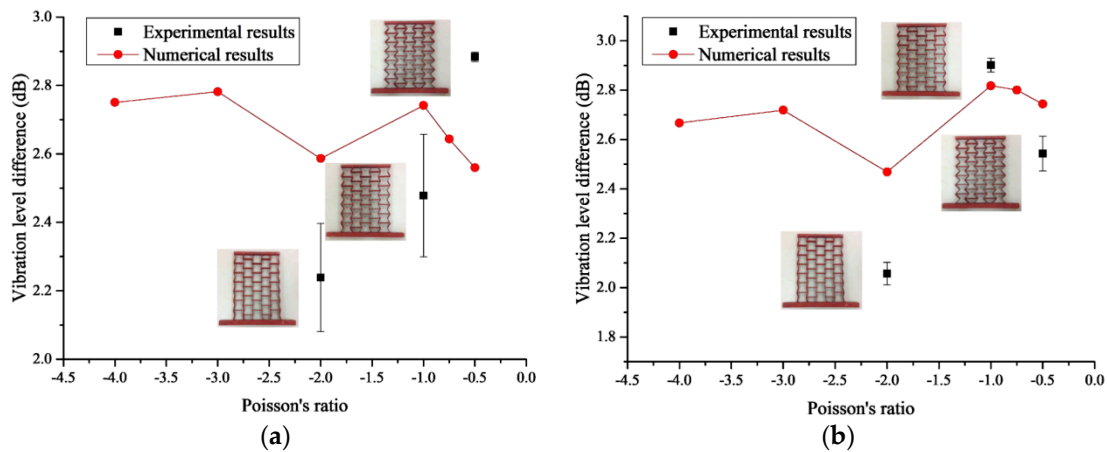 Experimental results
Numerical results
Vibration level difference (dB)
3.0
2.8
2.6
2.4
2.2
2.0
-4.5 -4.0 -3.5 -3.0 -2.5 -2.0 -1.5 -1.0 -0.5 0.0
Poisson's ratio
(a)
Experimental results
Numerical results
Vibration level difference (dB)
3.0
2.8
2.6
2.4
2.2
2.0
1.8
-4.5 -4.0 -3.5 -3.0 -2.5 -2.0 -1.5 -1.0 -0.5 0.0
Poisson's ratio
(b)